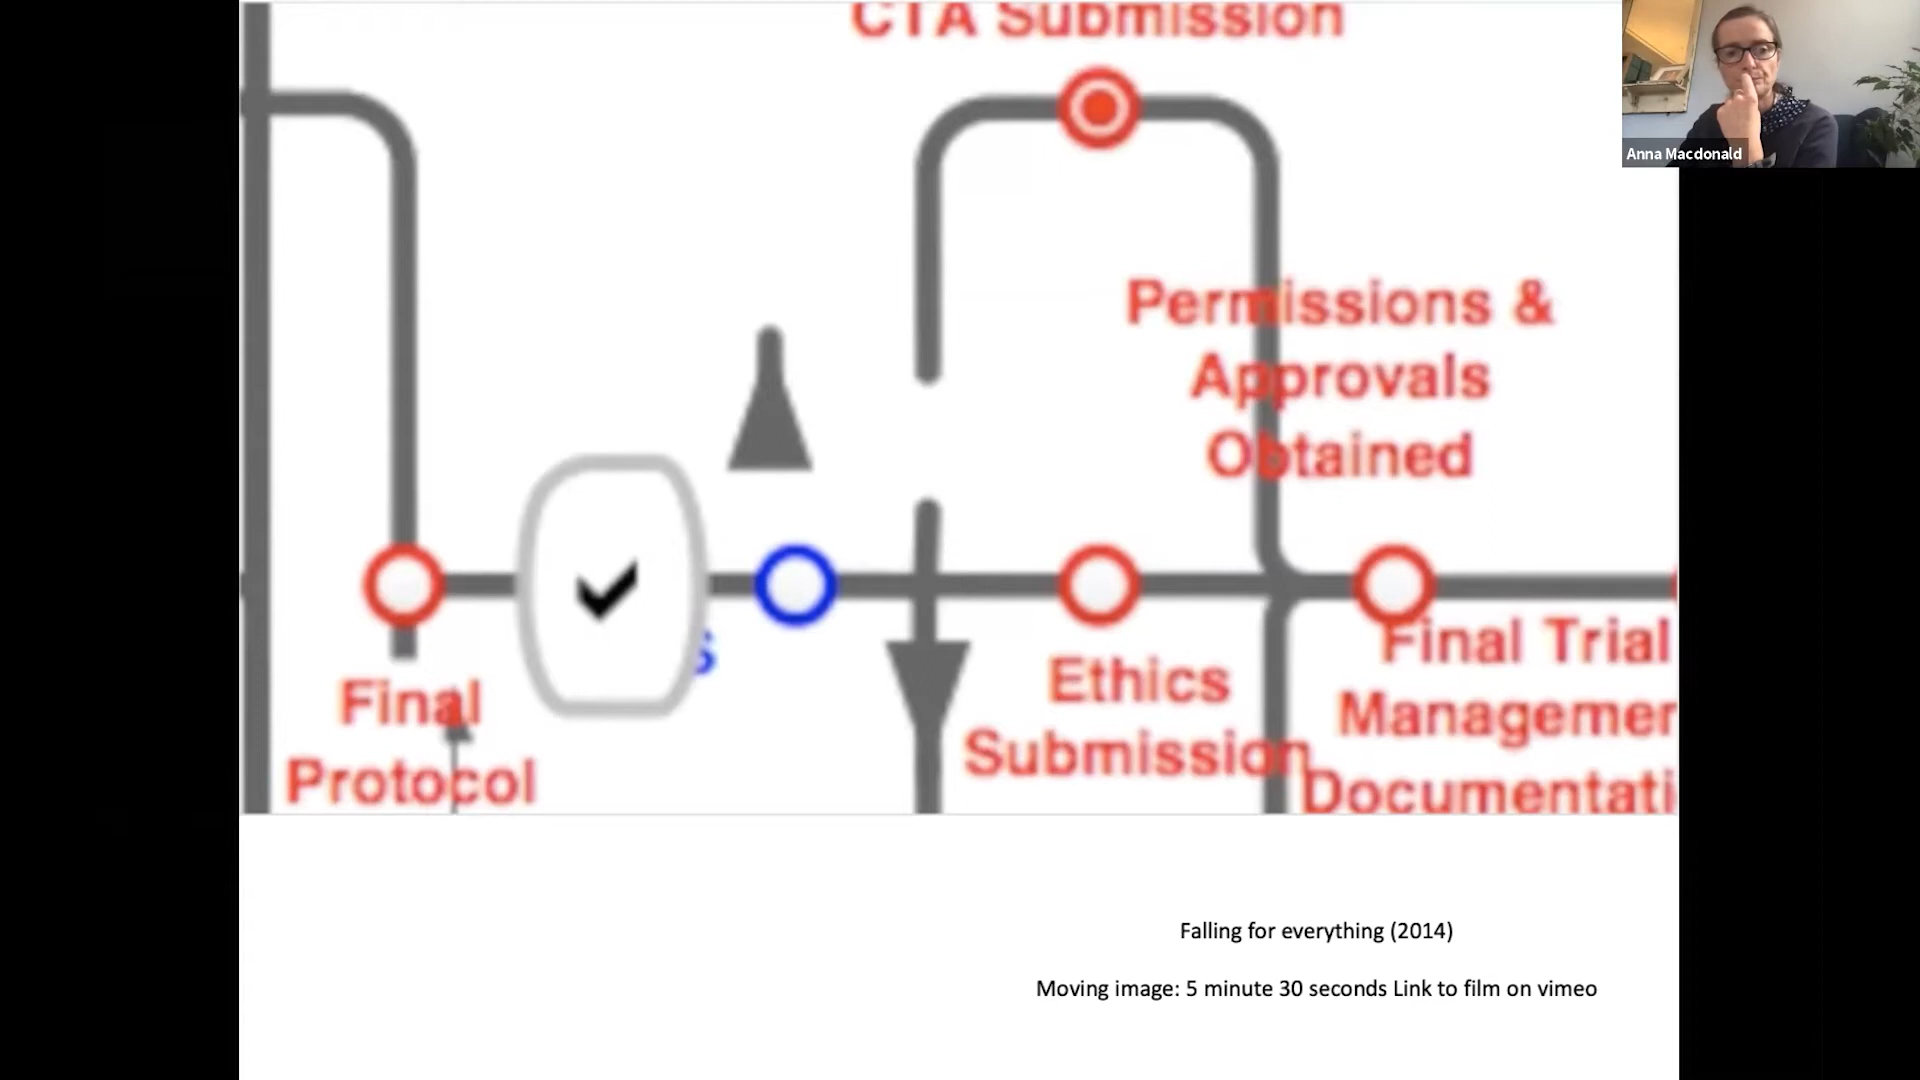 CTA Submission
Anna Macdonald
Permissions &
Approvals
Obtained
s
Final
Protocol
Ethics
Submission
Final Trial
Managemen
Documentati
Falling for everything (2014)
Moving image: 5 minute 30 seconds Link to film on vimeo